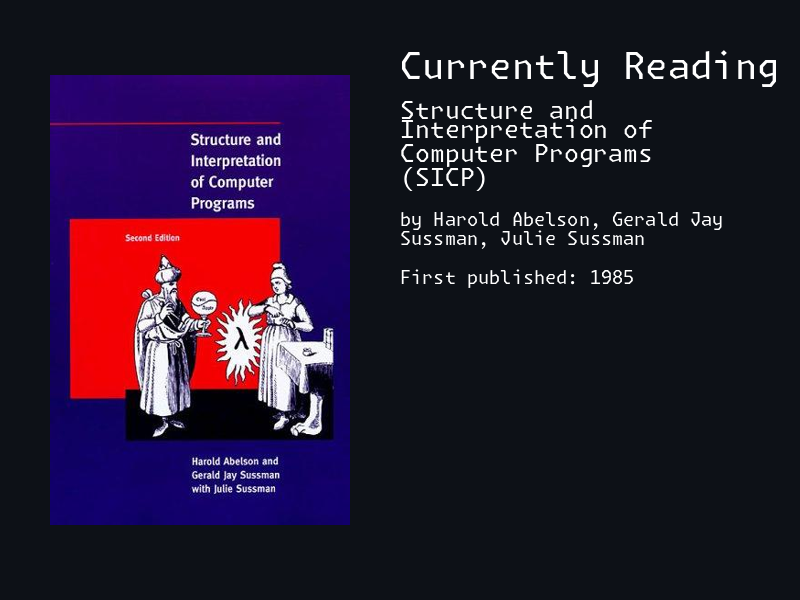 Currently Reading
Structure and
Interpretation of
Computer Programs
(SICP)
by Harold Abelson, Gerald Jay
Sussman, Julie Sussman
First published: 1985
Structure and
Interpretation
of Computer
Programs
Second Edition
λ
Harold Abelson and
Gerald Jay Sussman
with Julie Sussman